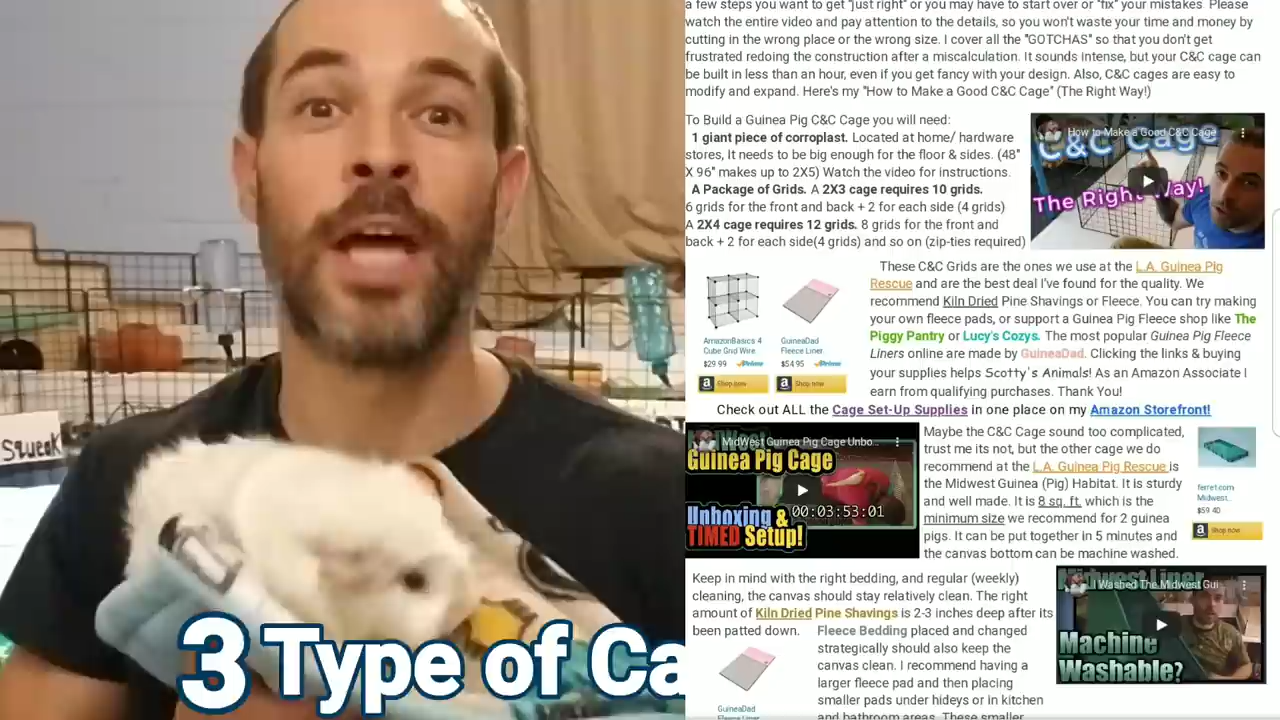 Squeak
3 Type of Ca
a few steps you want to get "just right" or you may have to start over or "fix" your mistakes. Please
watch the entire video and pay attention to the details, so you won't waste your time and money by
cutting in the wrong place or the wrong size. I cover all the "GOTCHAS" so that you don't get
frustrated redoing the construction after a miscalculation. It sounds intense, but your C&C cage can
be built in less than an hour, even if you get fancy with your design. Also, C&C cages are easy to
modify and expand. Here's my "How to Make a Good C&C Cage" (The Right Way!)
To Build a Guinea Pig C&C Cage you will need:
1 giant piece of corroplast. Located at home/ hardware
stores, It needs to be big enough for the floor & sides. (48"
X 96" makes up to 2X5) Watch the video for instructions.
A Package of Grids. A 2X3 cage requires 10 grids.
6 grids for the front and back + 2 for each side (4 grids)
A 2X4 cage requires 12 grids. 8 grids for the front and
back + 2 for each side(4 grids) and so on (zip-ties required)
How to Make a Good C&C Cage
C&C Cage
The Right Way!
AmazonBasics 4
Cube Grid Wire
$29.99 Prime
Shop now
GuineaDad
Fleece Liner
$54.95 Prime
Shop now
These C&C Grids are the ones we use at the L.A. Guinea Pig
Rescue and are the best deal I've found for the quality. We
recommend Kiln Dried Pine Shavings or Fleece. You can try making
your own fleece pads, or support a Guinea Pig Fleece shop like The
Piggy Pantry or Lucy's Cozys. The most popular Guinea Pig Fleece
Liners online are made by GuineaDad. Clicking the links & buying
your supplies helps Scotty's Animals! As an Amazon Associate I
earn from qualifying purchases. Thank You!
Check out ALL the Cage Set-Up Supplies in one place on my Amazon Storefront!
MidWest Guinea Pig Cage Unbo...
Guinea Pig Cage
00:03:53:01
Unboxing &
TIMED Setup!
Maybe the C&C Cage sound too complicated,
trust me its not, but the other cage we do
recommend at the L.A. Guinea Pig Rescue is
the Midwest Guinea (Pig) Habitat. It is sturdy
and well made. It is 8 sq. ft. which is the
minimum size we recommend for 2 guinea
pigs. It can be put together in 5 minutes and
the canvas bottom can be machine washed.
ferret.com
Midwest...
$59.40
Shop now
Keep in mind with the right bedding, and regular (weekly)
cleaning, the canvas should stay relatively clean. The right
amount of Kiln Dried Pine Shavings is 2-3 inches deep after its
been patted down.
Fleece Bedding placed and changed
strategically should also keep the
canvas clean. I recommend having a
larger fleece pad and then placing
smaller pads under hideys or in kitchen
and bathroom areas. These smaller
GuineaDad
Fleece Liner
Midwest Liner
I Washed The Midwest Gui...
Machine
Washable?